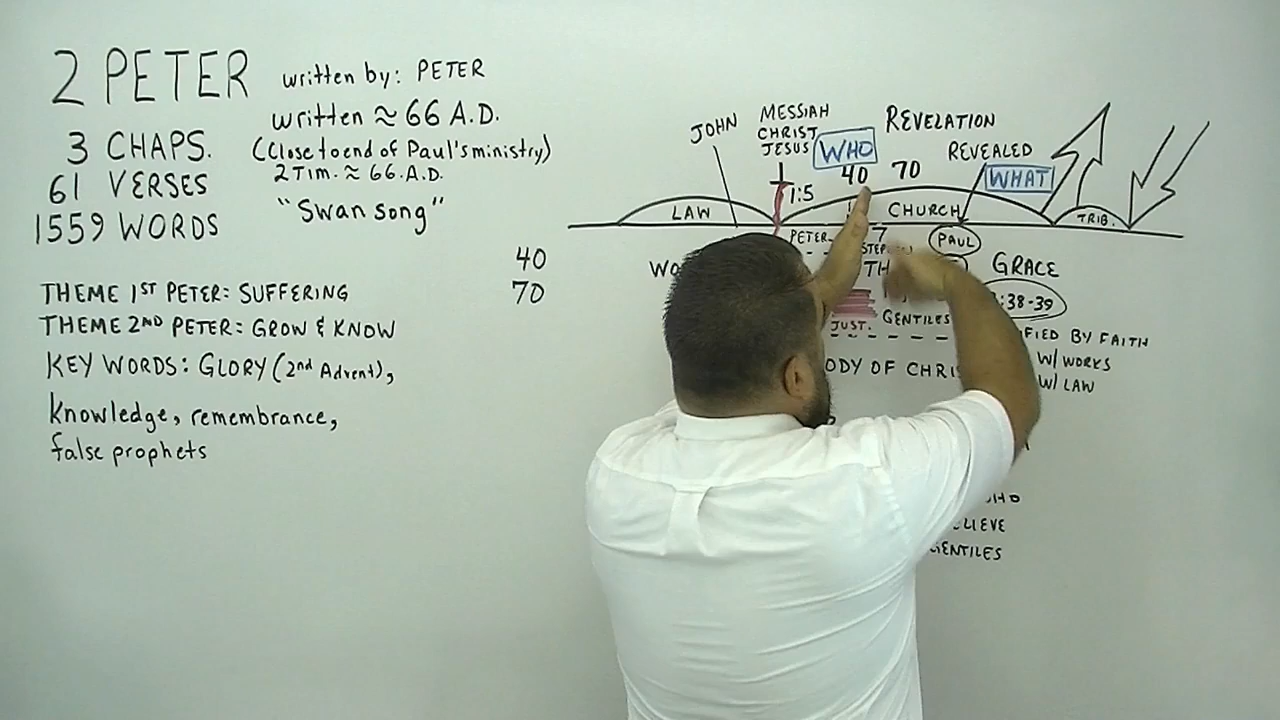 2 PETER
written by: PETER
written ≈ 66 A.D.
(Close to end of Paul's ministry)
2 Tim. ≈ 66. A.D.
"Swan song"
3 CHAPS.
61 VERSES
1559 WORDS
40
70
THEME 1ST PETER: SUFFERING
THEME 2ND PETER: GROW & KNOW
KEY WORDS: GLORY (2nd Advent),
knowledge, remembrance,
false prophets
JOHN
MESSIAH
CHRIST
JESUS
WHO
REVELATION
40 70
REVEALED
WHAT
1:5
LAW
CHURCH
TRIB.
PETER
7
PAUL
GRACE
:38-39
JUST.
GENTILES
BY FAITH
W/ WORKS
W/ LAW
GENTILES